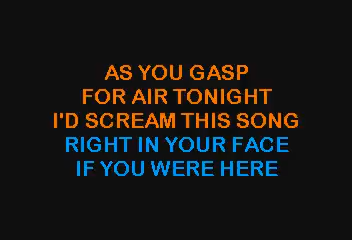 AS YOU GASP
FOR AIR TONIGHT
I'D SCREAM THIS SONG
RIGHT IN YOUR FACE
IF YOU WERE HERE